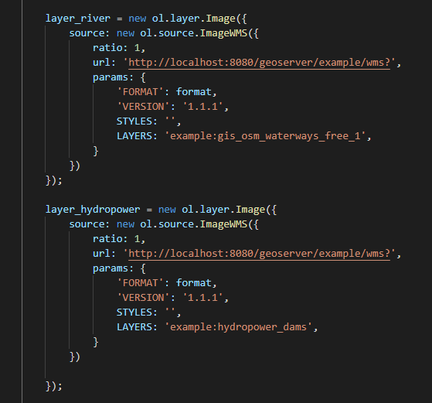 layer_river = new ol.layer.Image({
source: new ol.source.ImageWMS({
ratio: 1,
url: 'http://localhost:8080/geoserver/example/wms?',
params: {
'FORMAT': format,
'VERSION': '1.1.1',
STYLES: '',
LAYERS: 'example:gis_osm_waterways_free_1',
}
})
});
layer_hydropower = new ol.layer.Image({
source: new ol.source.ImageWMS({
ratio: 1,
url: 'http://localhost:8080/geoserver/example/wms?',
params: {
'FORMAT': format,
'VERSION': '1.1.1',
STYLES: '',
LAYERS: 'example:hydropower_dams',
}
})
});